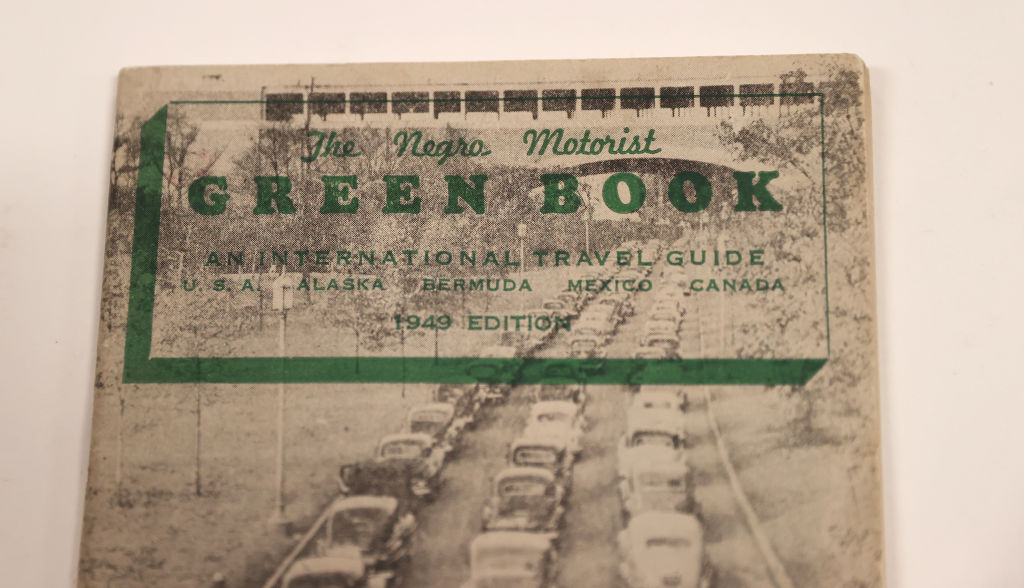 The Negro Motorist
GREEN BOOK
AN INTERNATIONAL TRAVEL GUIDE
U. S. A. ALASKA BERMUDA MEXICO CANADA
1949 EDITION